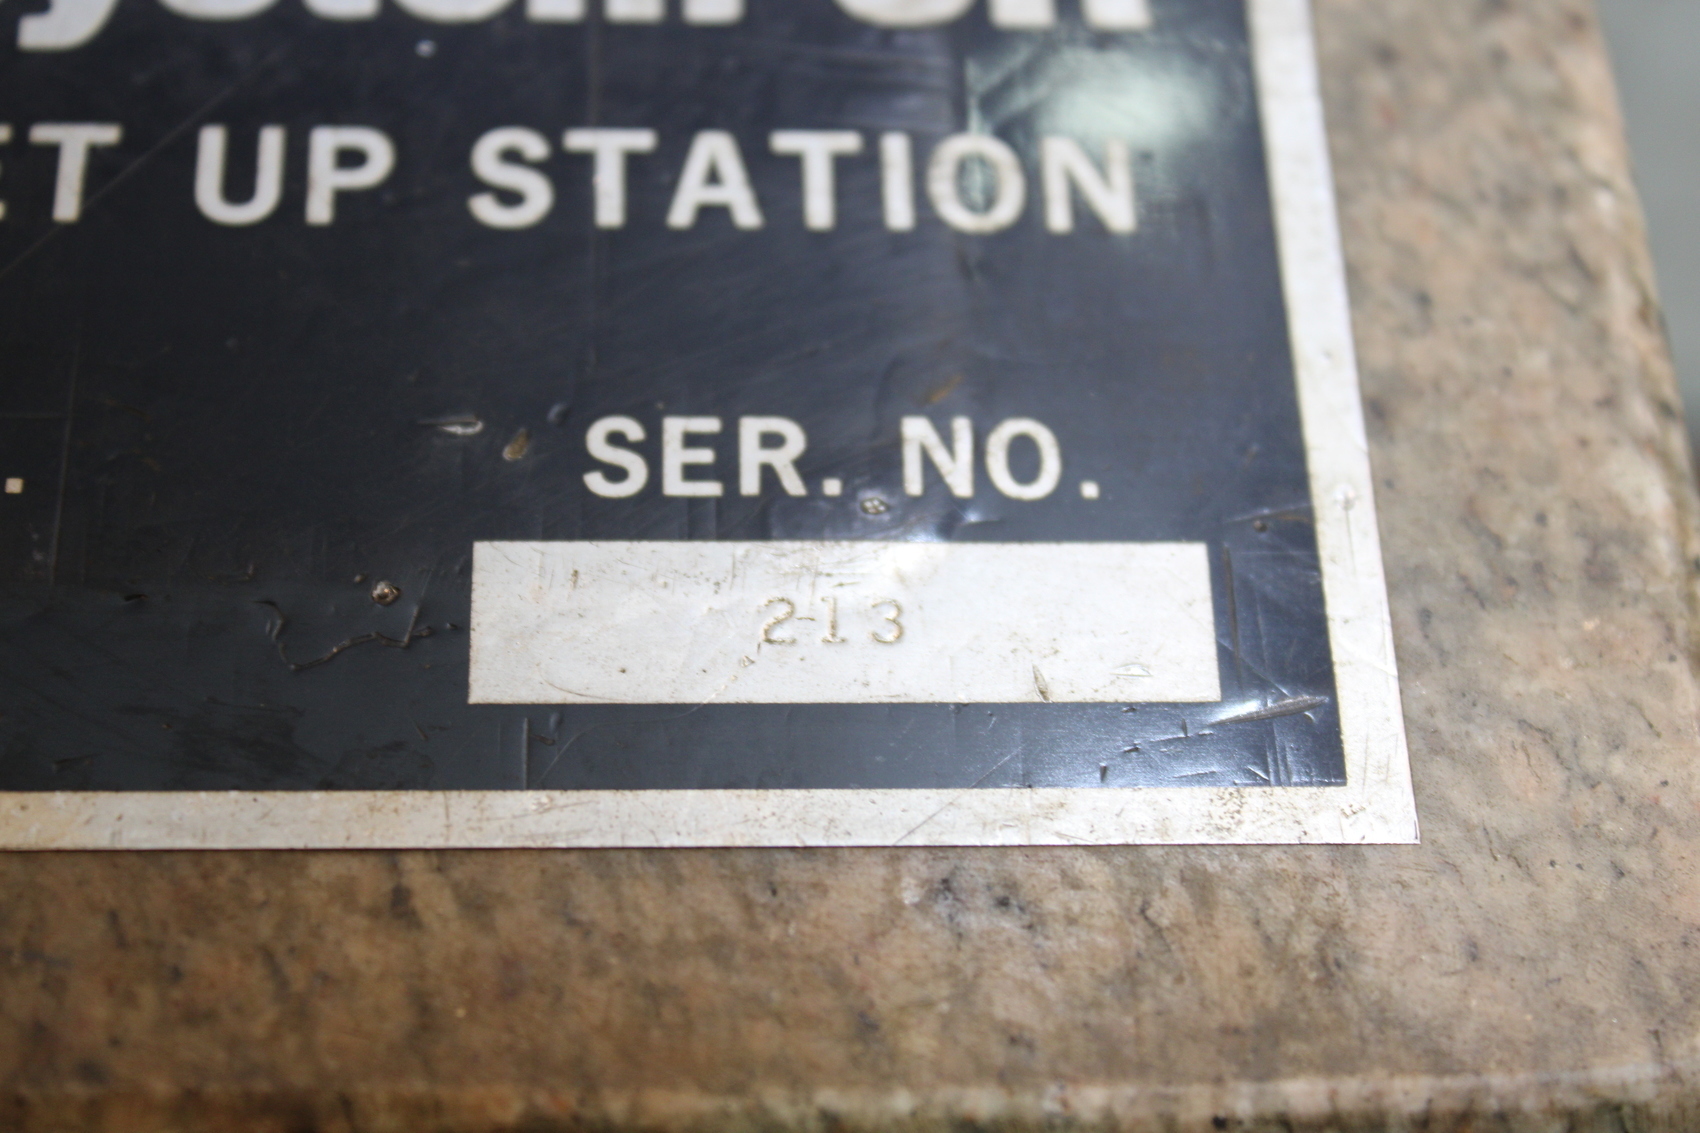 ET UP STATION
SER. NO.
213